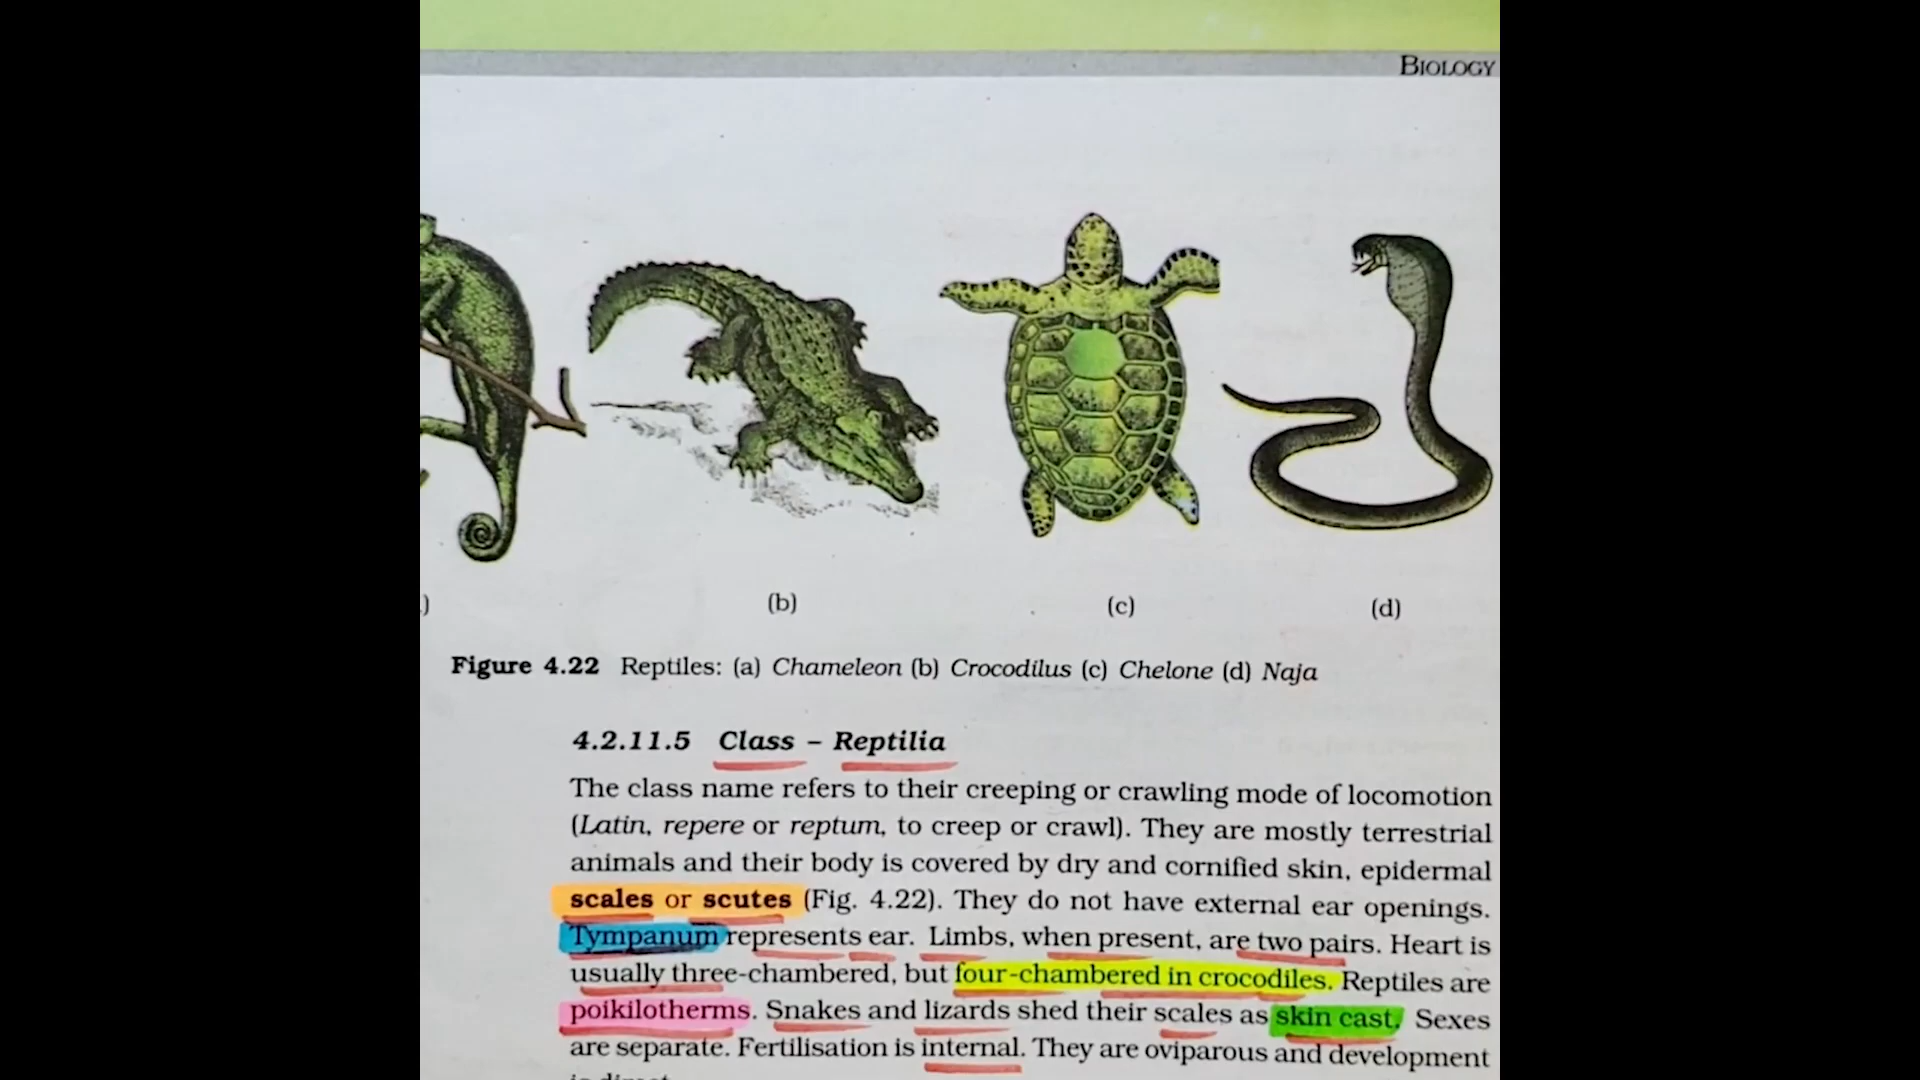 BIOLOGY
)
(b)
(c)
(d)
Figure 4.22 Reptiles: (a) Chameleon (b) Crocodilus (c) Chelone (d) Naja
4.2.11.5 Class – Reptilia
The class name refers to their creeping or crawling mode of locomotion
(Latin, repere or reptum, to creep or crawl). They are mostly terrestrial
animals and their body is covered by dry and cornified skin, epidermal
scales or scutes (Fig. 4.22). They do not have external ear openings.
Tympanum represents ear. Limbs, when present, are two pairs. Heart is
usually three-chambered, but four-chambered in crocodiles. Reptiles are
poikilotherms. Snakes and lizards shed their scales as skin cast. Sexes
are separate. Fertilisation is internal. They are oviparous and development